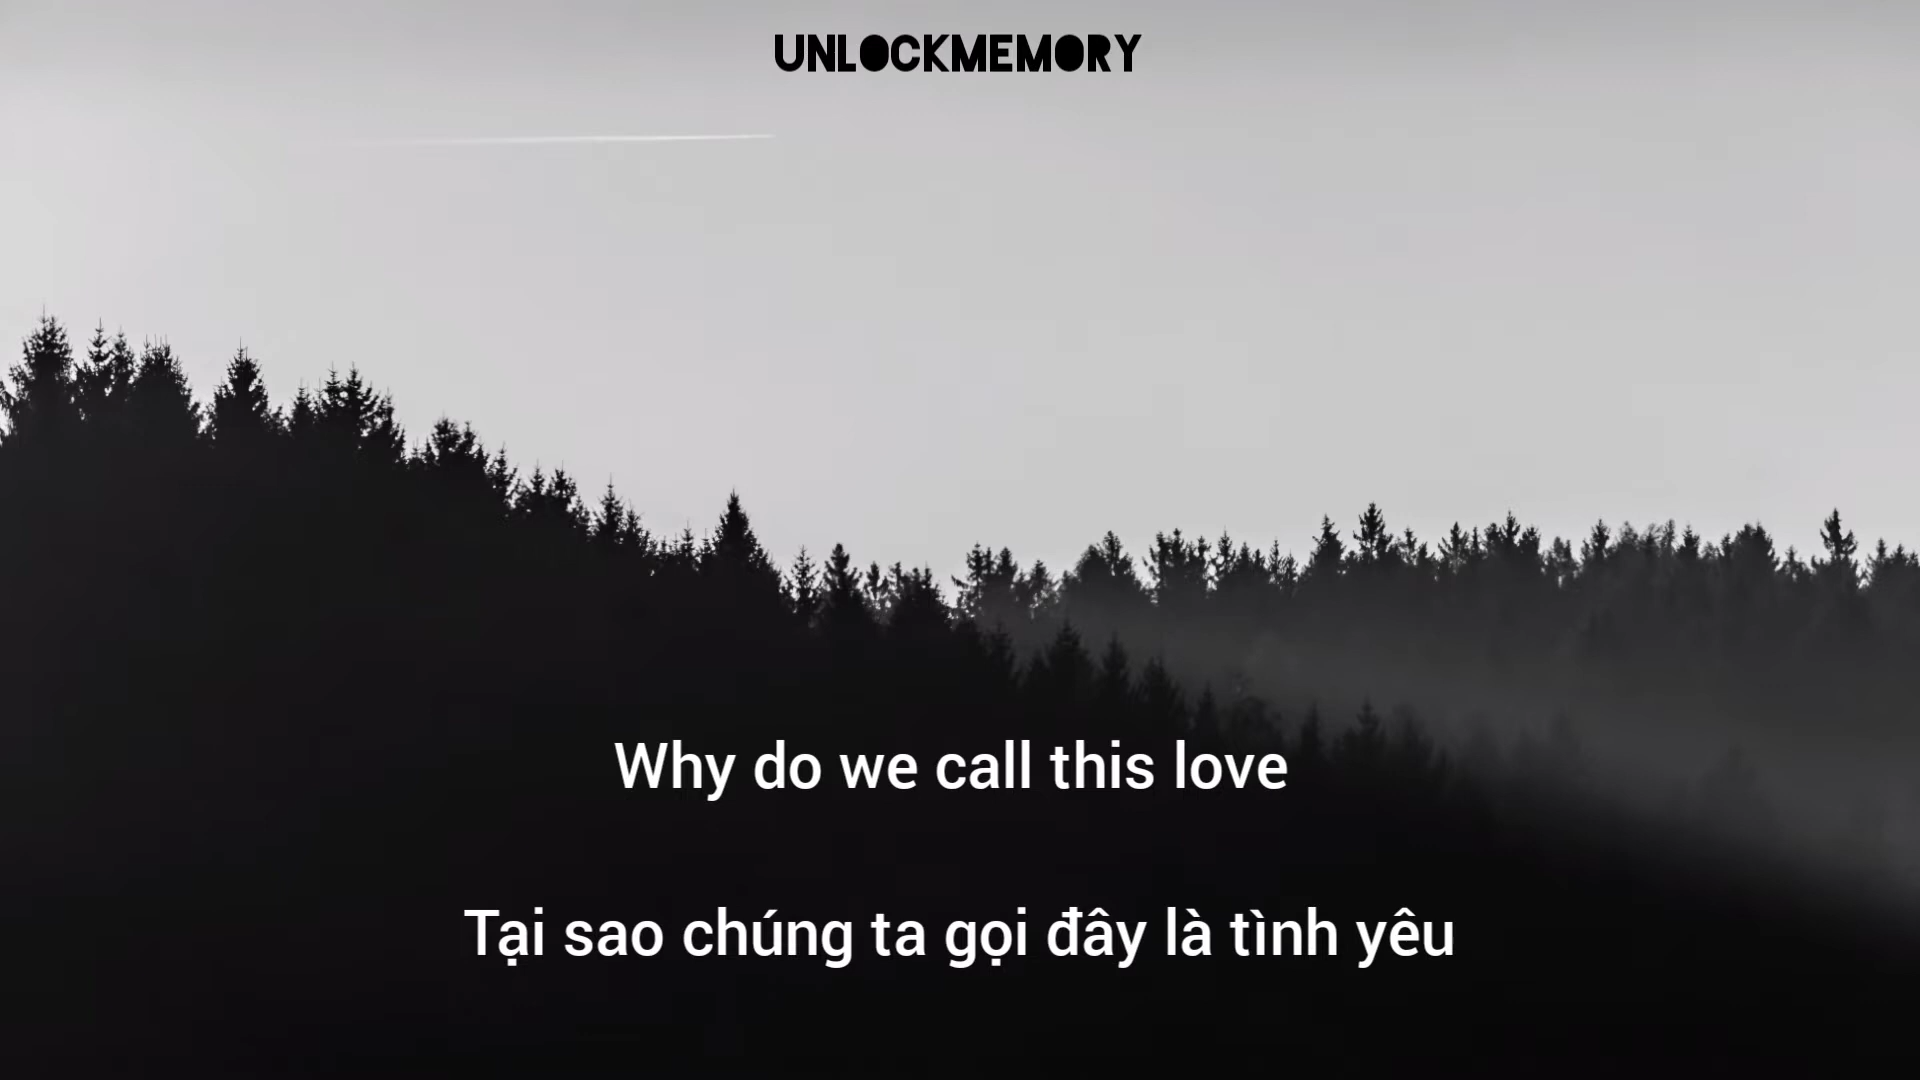 UNLOCKMEMORY
Why do we call this love
Tại sao chúng ta gọi đây là tình yêu